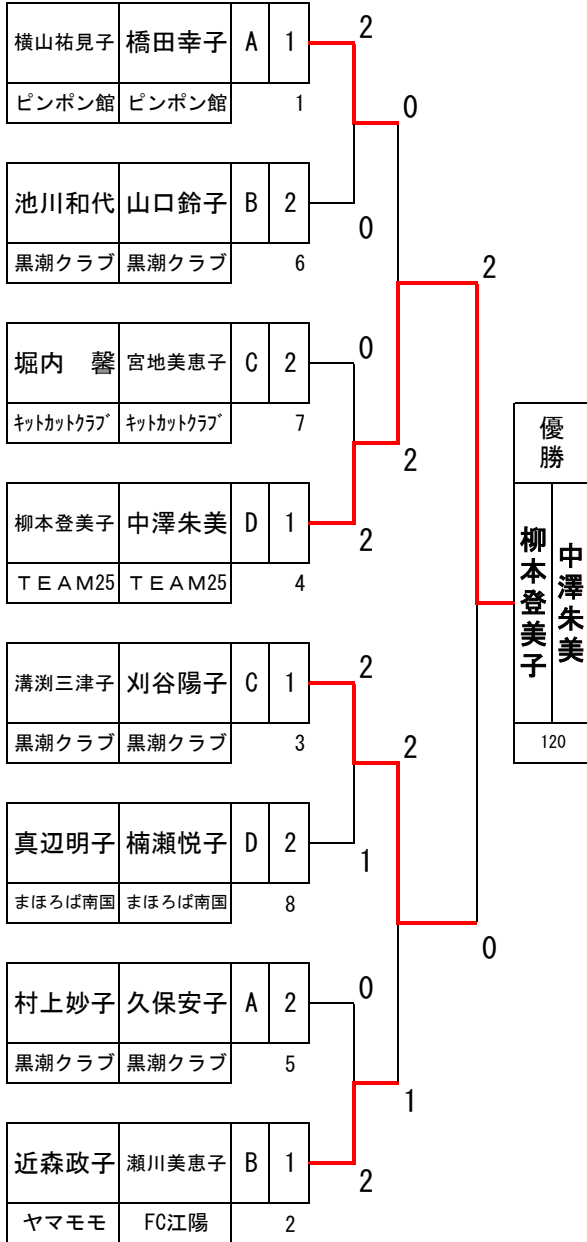 横山祐見子 橋田幸子 A 1
ピンポン館 ピンポン館 1
2
0
池川和代 山口鈴子 B 2
黒潮クラブ 黒潮クラブ 6
0
2
堀内　馨 宮地美恵子 C 2
ｷｯﾄｶｯﾄｸﾗﾌﾞ ｷｯﾄｶｯﾄｸﾗﾌﾞ 7
0
2
柳本登美子 中澤朱美 D 1
ＴＥＡＭ25 ＴＥＡＭ25 4
2
優勝
柳本登美子
中澤朱美
120
溝渕三津子 刈谷陽子 C 1
黒潮クラブ 黒潮クラブ 3
2
2
真辺明子 楠瀬悦子 D 2
まほろば南国 まほろば南国 8
1
0
村上妙子 久保安子 A 2
黒潮クラブ 黒潮クラブ 5
0
1
近森政子 瀬川美恵子 B 1
ヤマモモ FC江陽 2
2